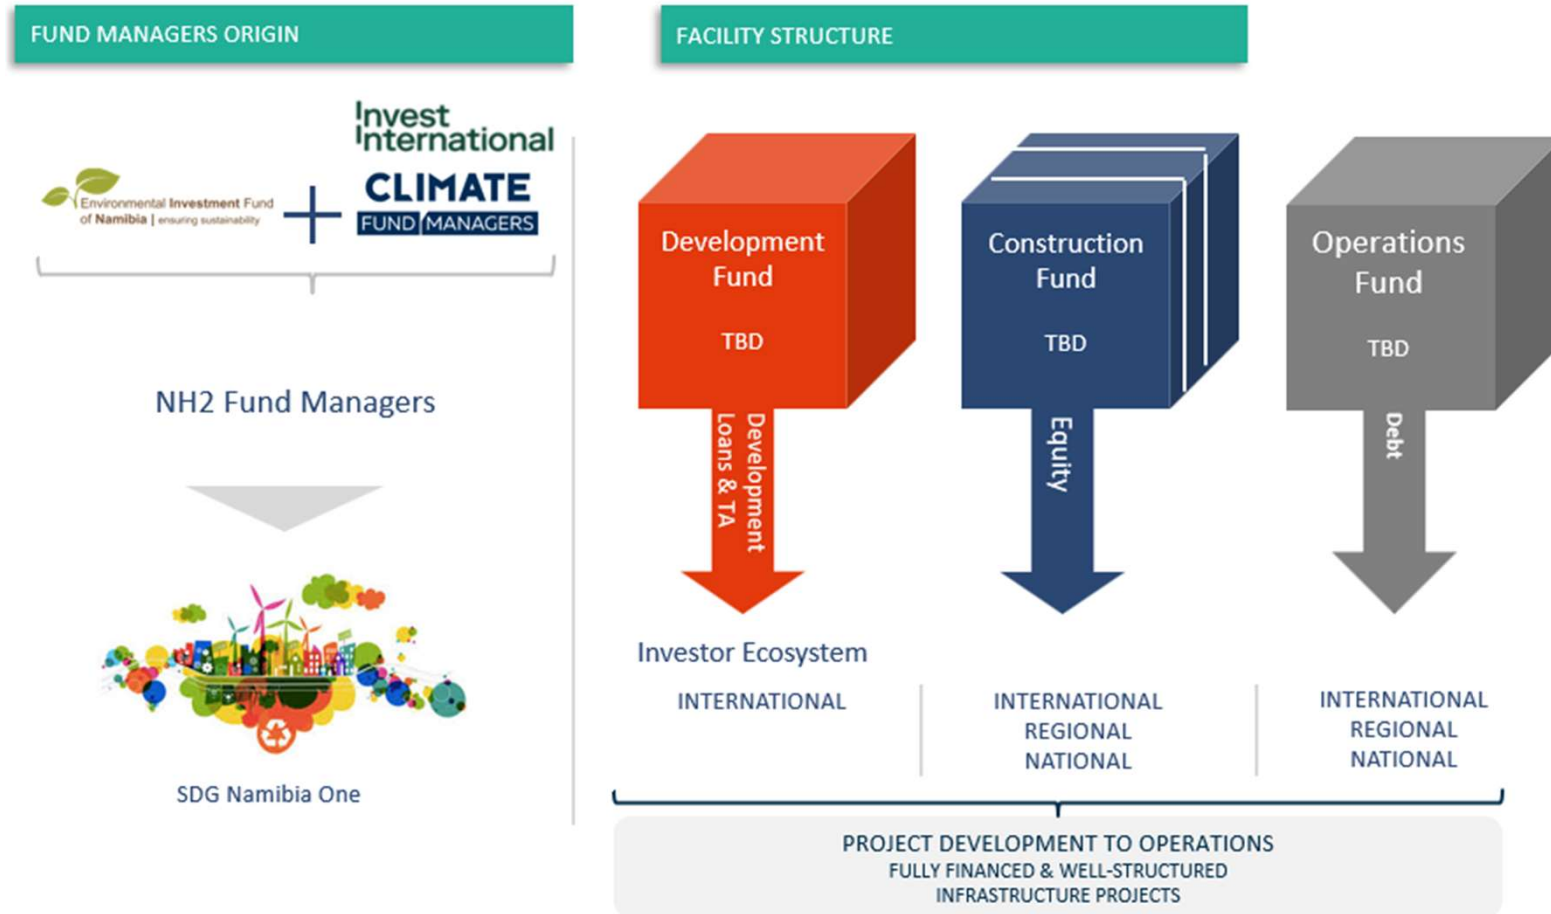 FUND MANAGERS ORIGIN
Environmental Investment Fund
of Namibia | ensuring sustainability
Invest
International
CLIMATE
FUND MANAGERS
NH2 Fund Managers
SDG Namibia One
FACILITY STRUCTURE
Development
Fund
TBD
Development
Loans & TA
Construction
Fund
TBD
Equity
Operations
Fund
TBD
Debt
Investor Ecosystem
INTERNATIONAL
INTERNATIONAL
REGIONAL
NATIONAL
INTERNATIONAL
REGIONAL
NATIONAL
PROJECT DEVELOPMENT TO OPERATIONS
FULLY FINANCED & WELL-STRUCTURED
INFRASTRUCTURE PROJECTS